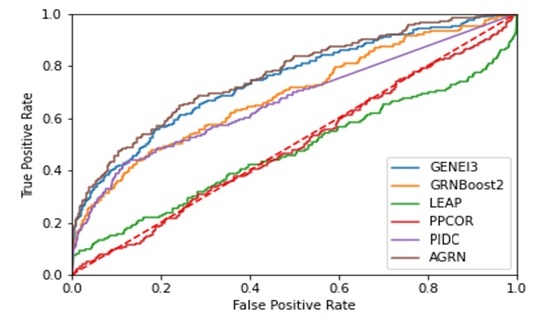 1.0
0.8
0.6
0.4
0.2
0.0
True Positive Rate
GENEI3
GRNBoost2
LEAP
PPCOR
PIDC
AGRN
0.0 0.2 0.4 0.6 0.8 1.0
False Positive Rate